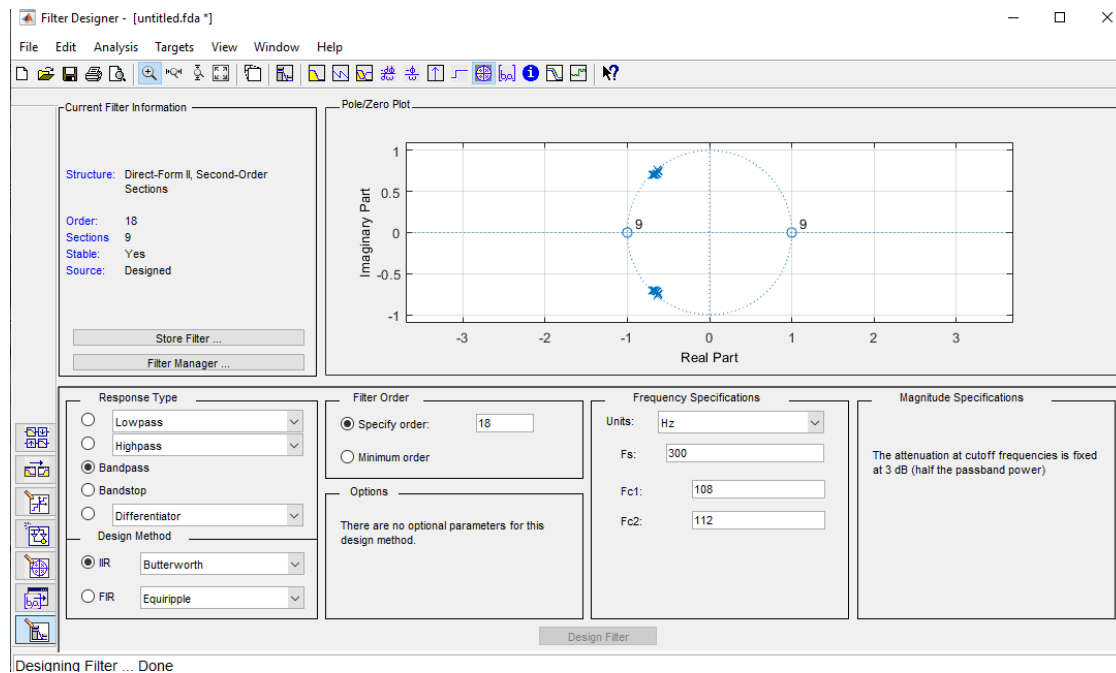 Filter Designer - [untitled.fda *]
File Edit Analysis Targets View Window Help
Current Filter Information
Structure: Direct-Form II, Second-Order
Sections
Order: 18
Sections 9
Stable: Yes
Source: Designed
Store Filter ...
Filter Manager ...
Pole/Zero Plot
Imaginary Part
1
0.5
0
-0.5
-1
9
9
-3 -2 -1 0 1 2 3
Real Part
Response Type
Lowpass
Highpass
Bandpass
Bandstop
Differentiator
Design Method
IIR Butterworth
FIR Equiripple
Filter Order
Specify order: 18
Minimum order
Options
There are no optional parameters for this
design method.
Frequency Specifications
Units: Hz
Fs: 300
Fc1: 108
Fc2: 112
Magnitude Specifications
The attenuation at cutoff frequencies is fixed
at 3 dB (half the passband power)
Design Filter
Designing Filter ... Done